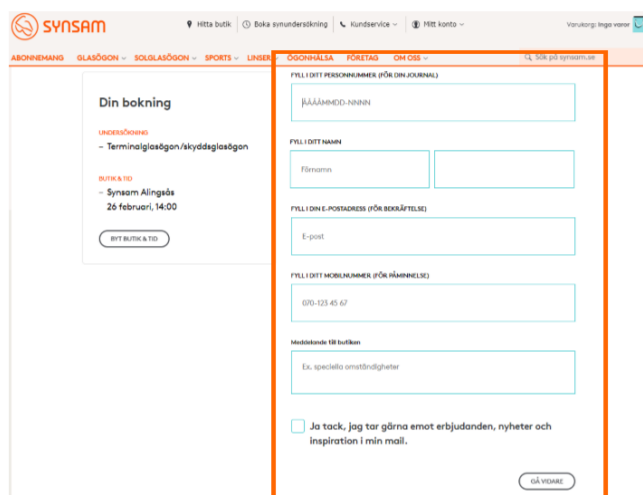 SYNSAM
Hitta butik
Boka synundersökning
Kundservice
Mitt konto
Varukorg: Inga varor
ABONNEMANG GLASÖGON SOLGLASÖGON SPORTS LINSER ÖGONHÄLSA FÖRETAG OM OSS
Sök på synsam.se
Din bokning
UNDERSÖKNING
– Terminalglasögon/skyddsglasögon
BUTIK & TID
– Synsam Alingsås
26 februari, 14:00
BYT BUTIK & TID
FYLL I DITT PERSONNUMMER (FÖR DIN JOURNAL)
ÅÅÅÅMMDD-NNNN
FYLL I DITT NAMN
Förnamn
FYLL I DIN E-POSTADRESS (FÖR BEKRÄFTELSE)
E-post
FYLL I DITT MOBILNUMMER (FÖR PÅMINNELSE)
070-123 45 67
Meddelande till butiken
Ex. speciella omständigheter
Ja tack, jag tar gärna emot erbjudanden, nyheter och
inspiration i min mail.
GÅ VIDARE